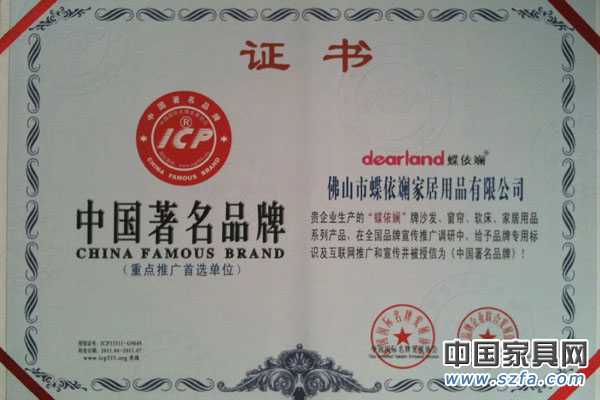 证书
中国著名品牌
ICP
®
CHINA FAMOUS BRAND
中国著名品牌
CHINA FAMOUS BRAND
（重点推广首选单位）
dearland 蝶依斓®
佛山市蝶依斓家居用品有限公司
贵企业生产的“蝶依斓”牌沙发、窗帘、软床、家居用品
系列产品，在全国品牌宣传推广调研中，给予品牌专用标
识及互联网推广和宣传并被授信为《中国著名品牌》！
www.icp315.org
中国家具网
www.szfa.com